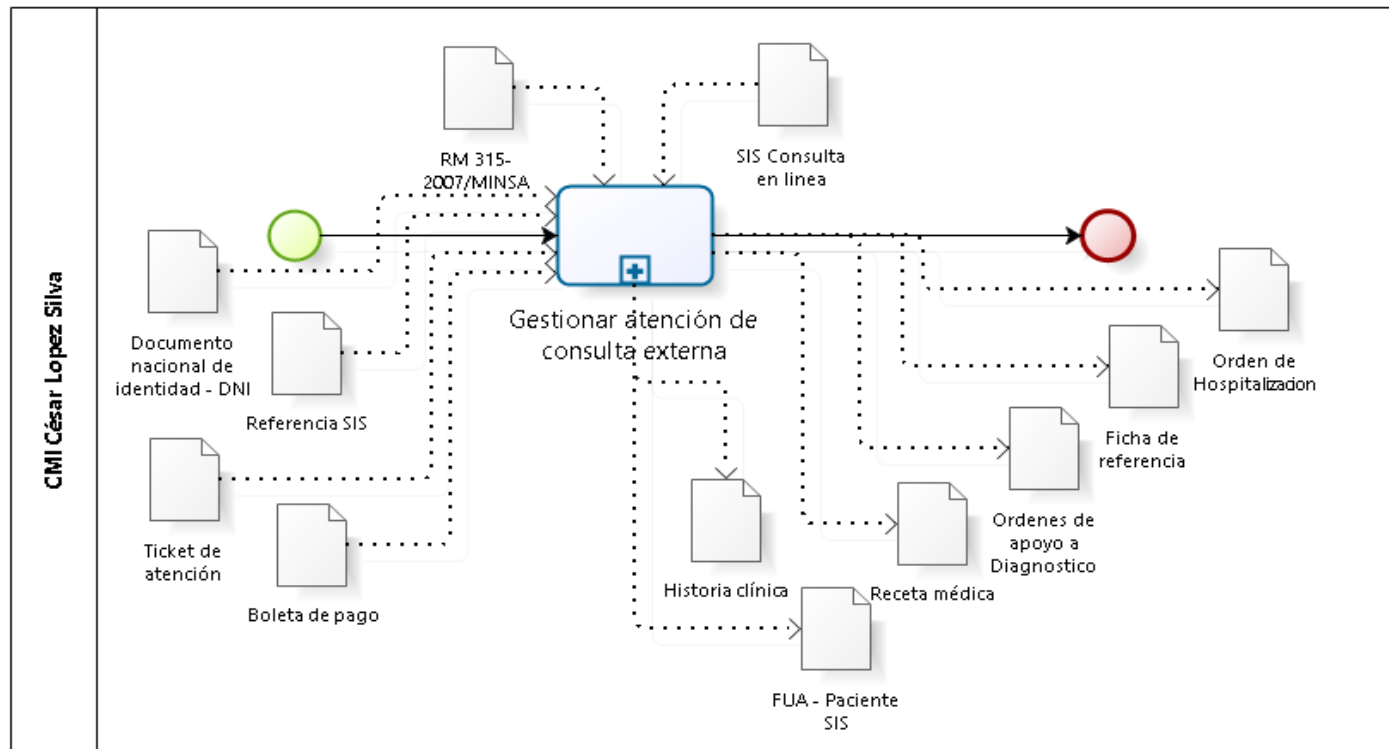 CMI César Lopez Silva
RM 315-
2007/MINSA
SIS Consulta
en linea
Gestionar atención de
consulta externa
Documento
nacional de
identidad - DNI
Referencia SIS
Ticket de
atención
Boleta de pago
Orden de
Hospitalizacion
Ficha de
referencia
Ordenes de
apoyo a
Diagnostico
Receta médica
Historia clínica
FUA - Paciente
SIS